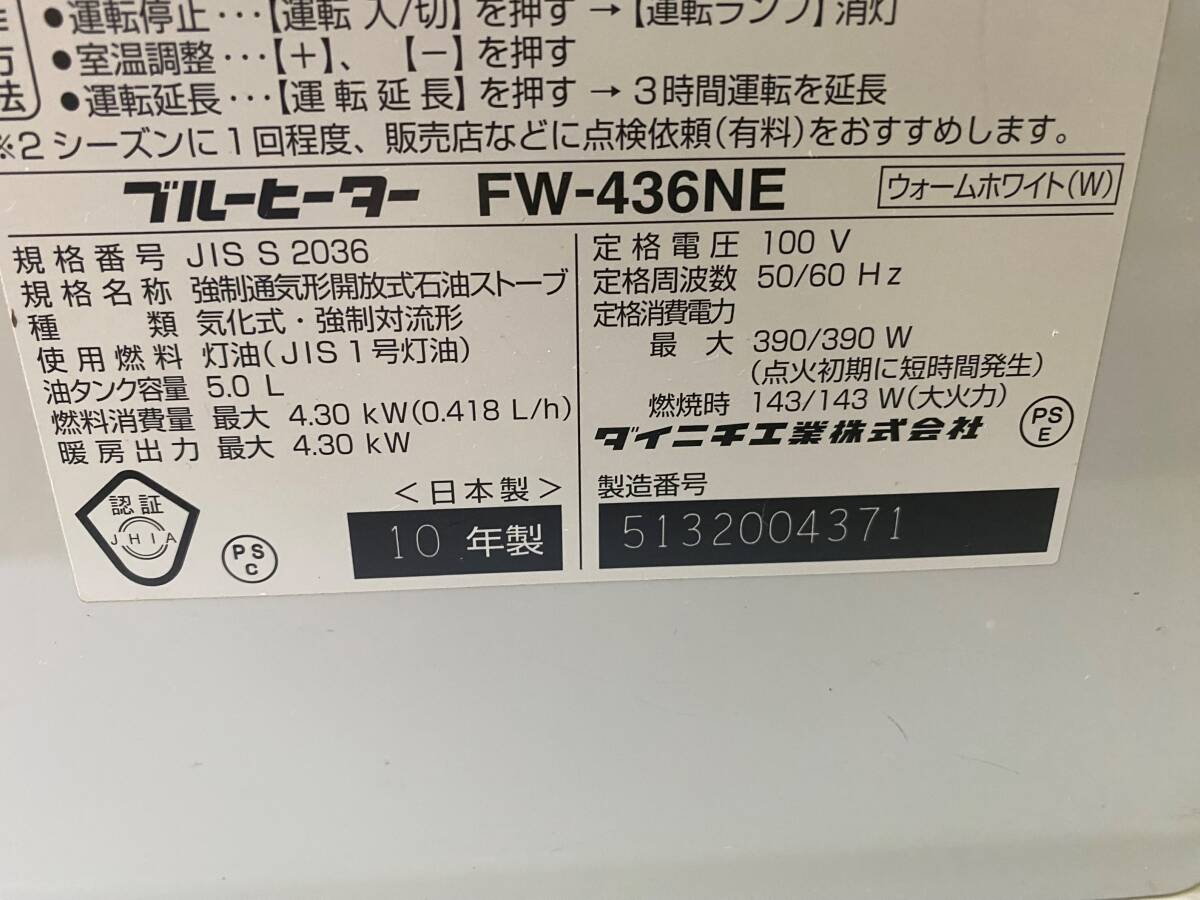 ●運転停止・・・【運転 入/切】を押す → 【運転ランプ】消灯
方 ●室温調整・・・【+】、【−】を押す
法 ●運転延長・・・【運転延長】を押す → 3時間運転を延長
※2シーズンに1回程度、販売店などに点検依頼(有料)をおすすめします。
ブルーヒーター FW-436NE ウォームホワイト(W)
規格番号 JIS S 2036
規格名称 強制通気形開放式石油ストーブ
種類 気化式・強制対流形
使用燃料 灯油(JIS1号灯油)
油タンク容量 5.0 L
燃料消費量 最大 4.30 kW(0.418 L/h)
暖房出力 最大 4.30 kW
認証
JHIA
PS
C
<日本製>
10 年製
定格電圧 100 V
定格周波数 50/60 Hz
定格消費電力
最大 390/390 W
(点火初期に短時間発生)
燃焼時 143/143 W(大火力)
ダイニチ工業株式会社
PS
E
製造番号
5132004371